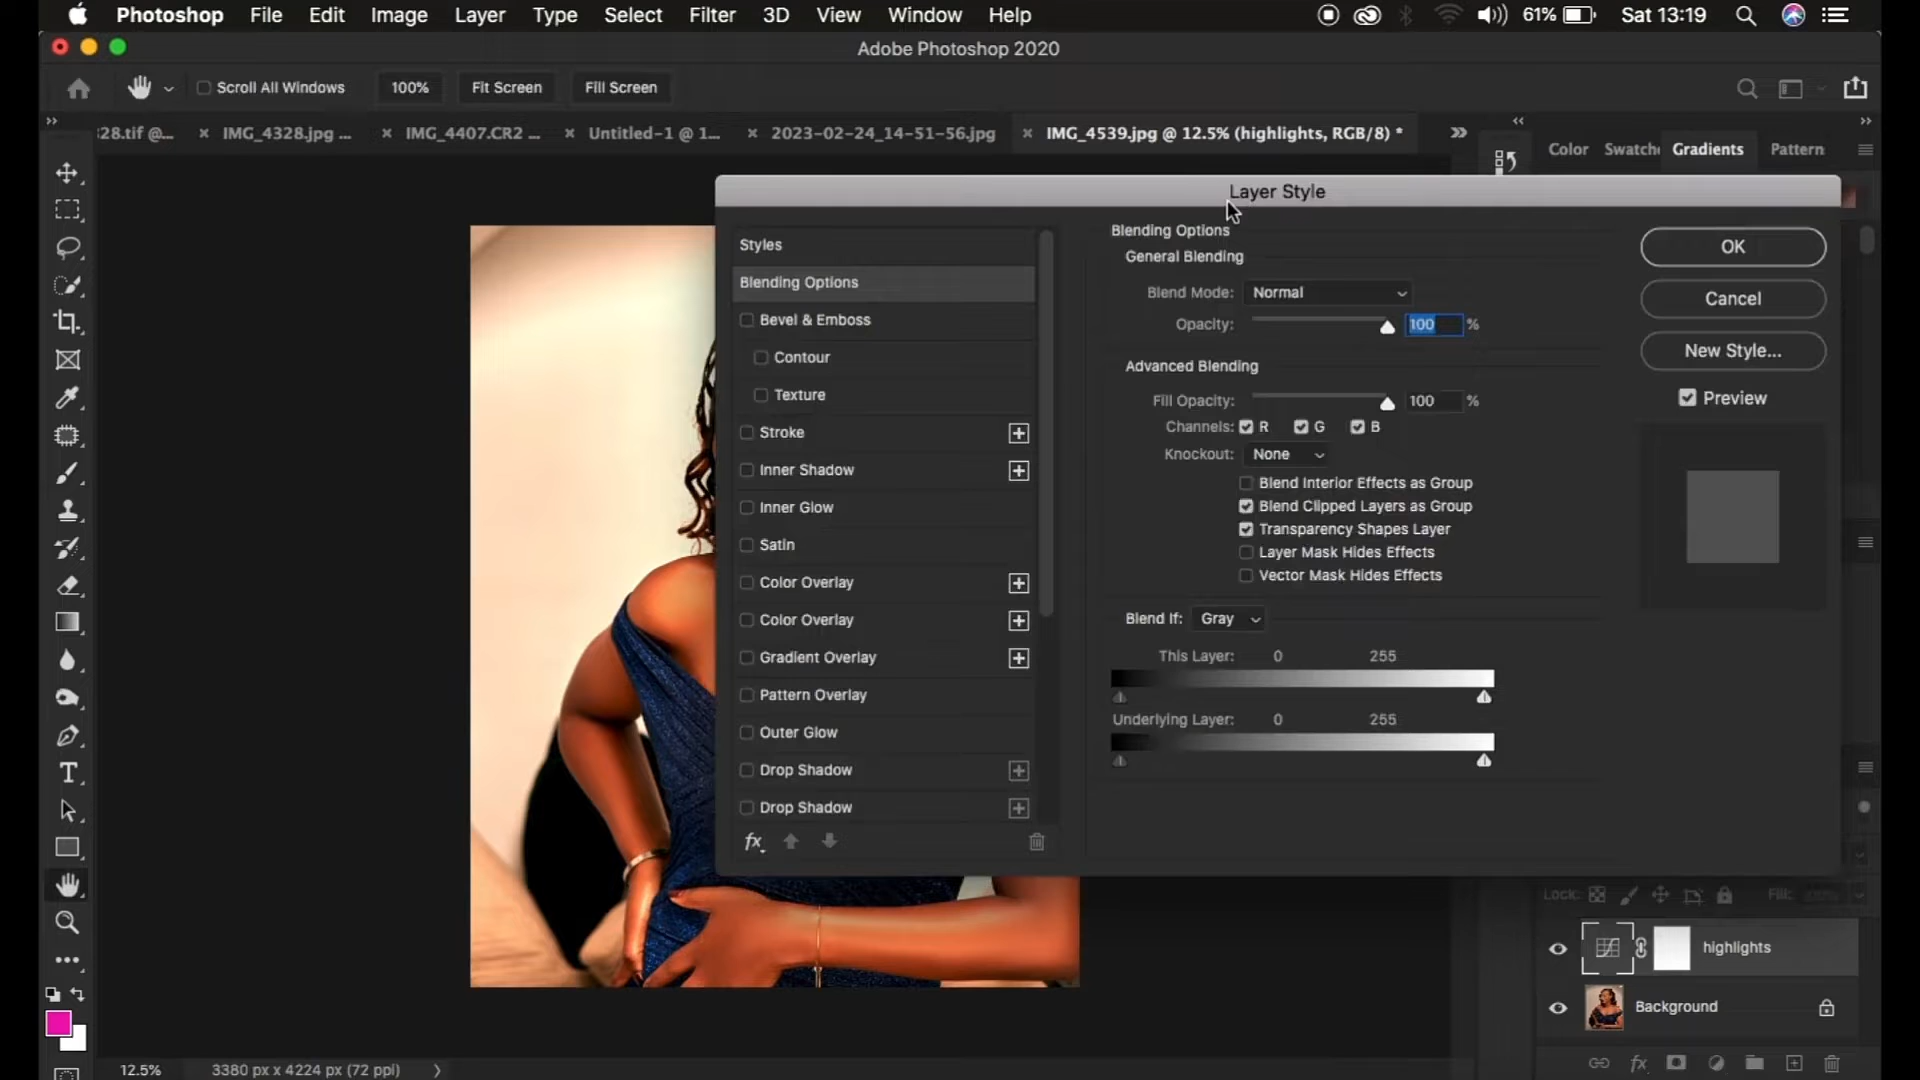 Photoshop File Edit Image Layer Type Select Filter 3D View Window Help 61% Sat 13:19
Adobe Photoshop 2020
Scroll All Windows 100% Fit Screen Fill Screen
28.tif @... × IMG_4328.jpg ... × IMG_4407.CR2 ... × Untitled-1 @ 1... × 2023-02-24_14-51-56.jpg × IMG_4539.jpg @ 12.5% (highlights, RGB/8) *
Color Swatche Gradients Pattern
Layer Style
Styles
Blending Options
Bevel & Emboss
Contour
Texture
Stroke
Inner Shadow
Inner Glow
Satin
Color Overlay
Color Overlay
Gradient Overlay
Pattern Overlay
Outer Glow
Drop Shadow
Drop Shadow
fx
Blending Options
General Blending
Blend Mode: Normal
Opacity: 100 %
Advanced Blending
Fill Opacity: 100 %
Channels: R G B
Knockout: None
Blend Interior Effects as Group
Blend Clipped Layers as Group
Transparency Shapes Layer
Layer Mask Hides Effects
Vector Mask Hides Effects
Blend If: Gray
This Layer: 0 255
Underlying Layer: 0 255
OK
Cancel
New Style...
Preview
Lock: Fill:
highlights
Background
fx
12.5% 3380 px x 4224 px (72 ppi)